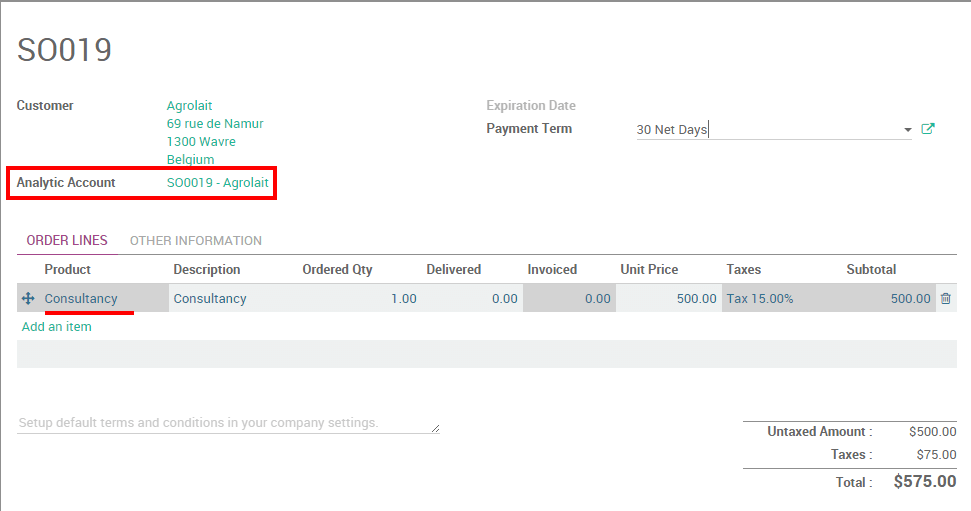 SO019
Customer Agrolait Expiration Date
69 rue de Namur Payment Term 30 Net Days
1300 Wavre
Belgium
Analytic Account SO0019 - Agrolait
ORDER LINES OTHER INFORMATION
Product Description Ordered Qty Delivered Invoiced Unit Price Taxes Subtotal
Consultancy Consultancy 1.00 0.00 0.00 500.00 Tax 15.00% 500.00
Add an item
Setup default terms and conditions in your company settings.
Untaxed Amount : $500.00
Taxes : $75.00
Total : $575.00